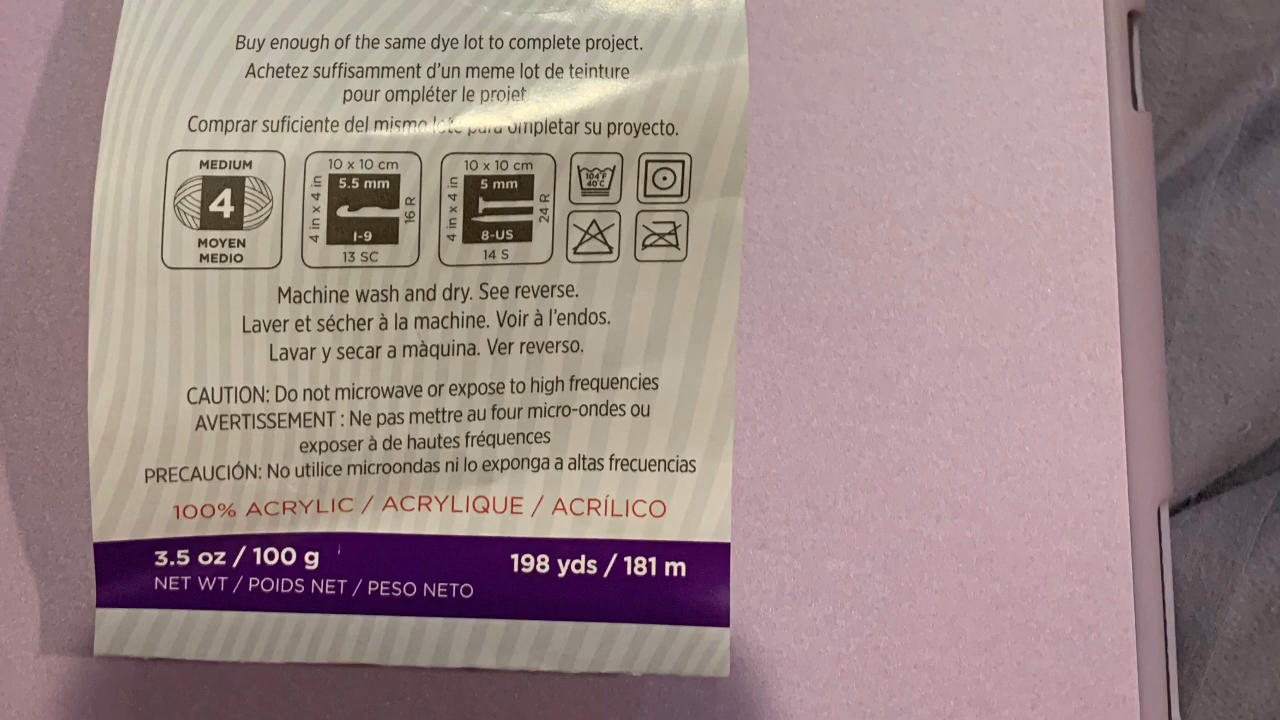 Buy enough of the same dye lot to complete project.
Achetez suffisamment d'un meme lot de teinture
pour ompléter le projet
Comprar suficiente del mismo lote para ompletar su proyecto.
MEDIUM
4
MOYEN
MEDIO
10 x 10 cm
4 in x 4 in
5.5 mm
I-9
16 R
13 SC
10 x 10 cm
4 in x 4 in
5 mm
8-US
24 R
14 S
104°F
40°C
Machine wash and dry. See reverse.
Laver et sécher à la machine. Voir à l'endos.
Lavar y secar a màquina. Ver reverso.
CAUTION: Do not microwave or expose to high frequencies
AVERTISSEMENT : Ne pas mettre au four micro-ondes ou
exposer à de hautes fréquences
PRECAUCIÓN: No utilice microondas ni lo exponga a altas frecuencias
100% ACRYLIC / ACRYLIQUE / ACRÍLICO
3.5 oz / 100 g
198 yds / 181 m
NET WT / POIDS NET / PESO NETO